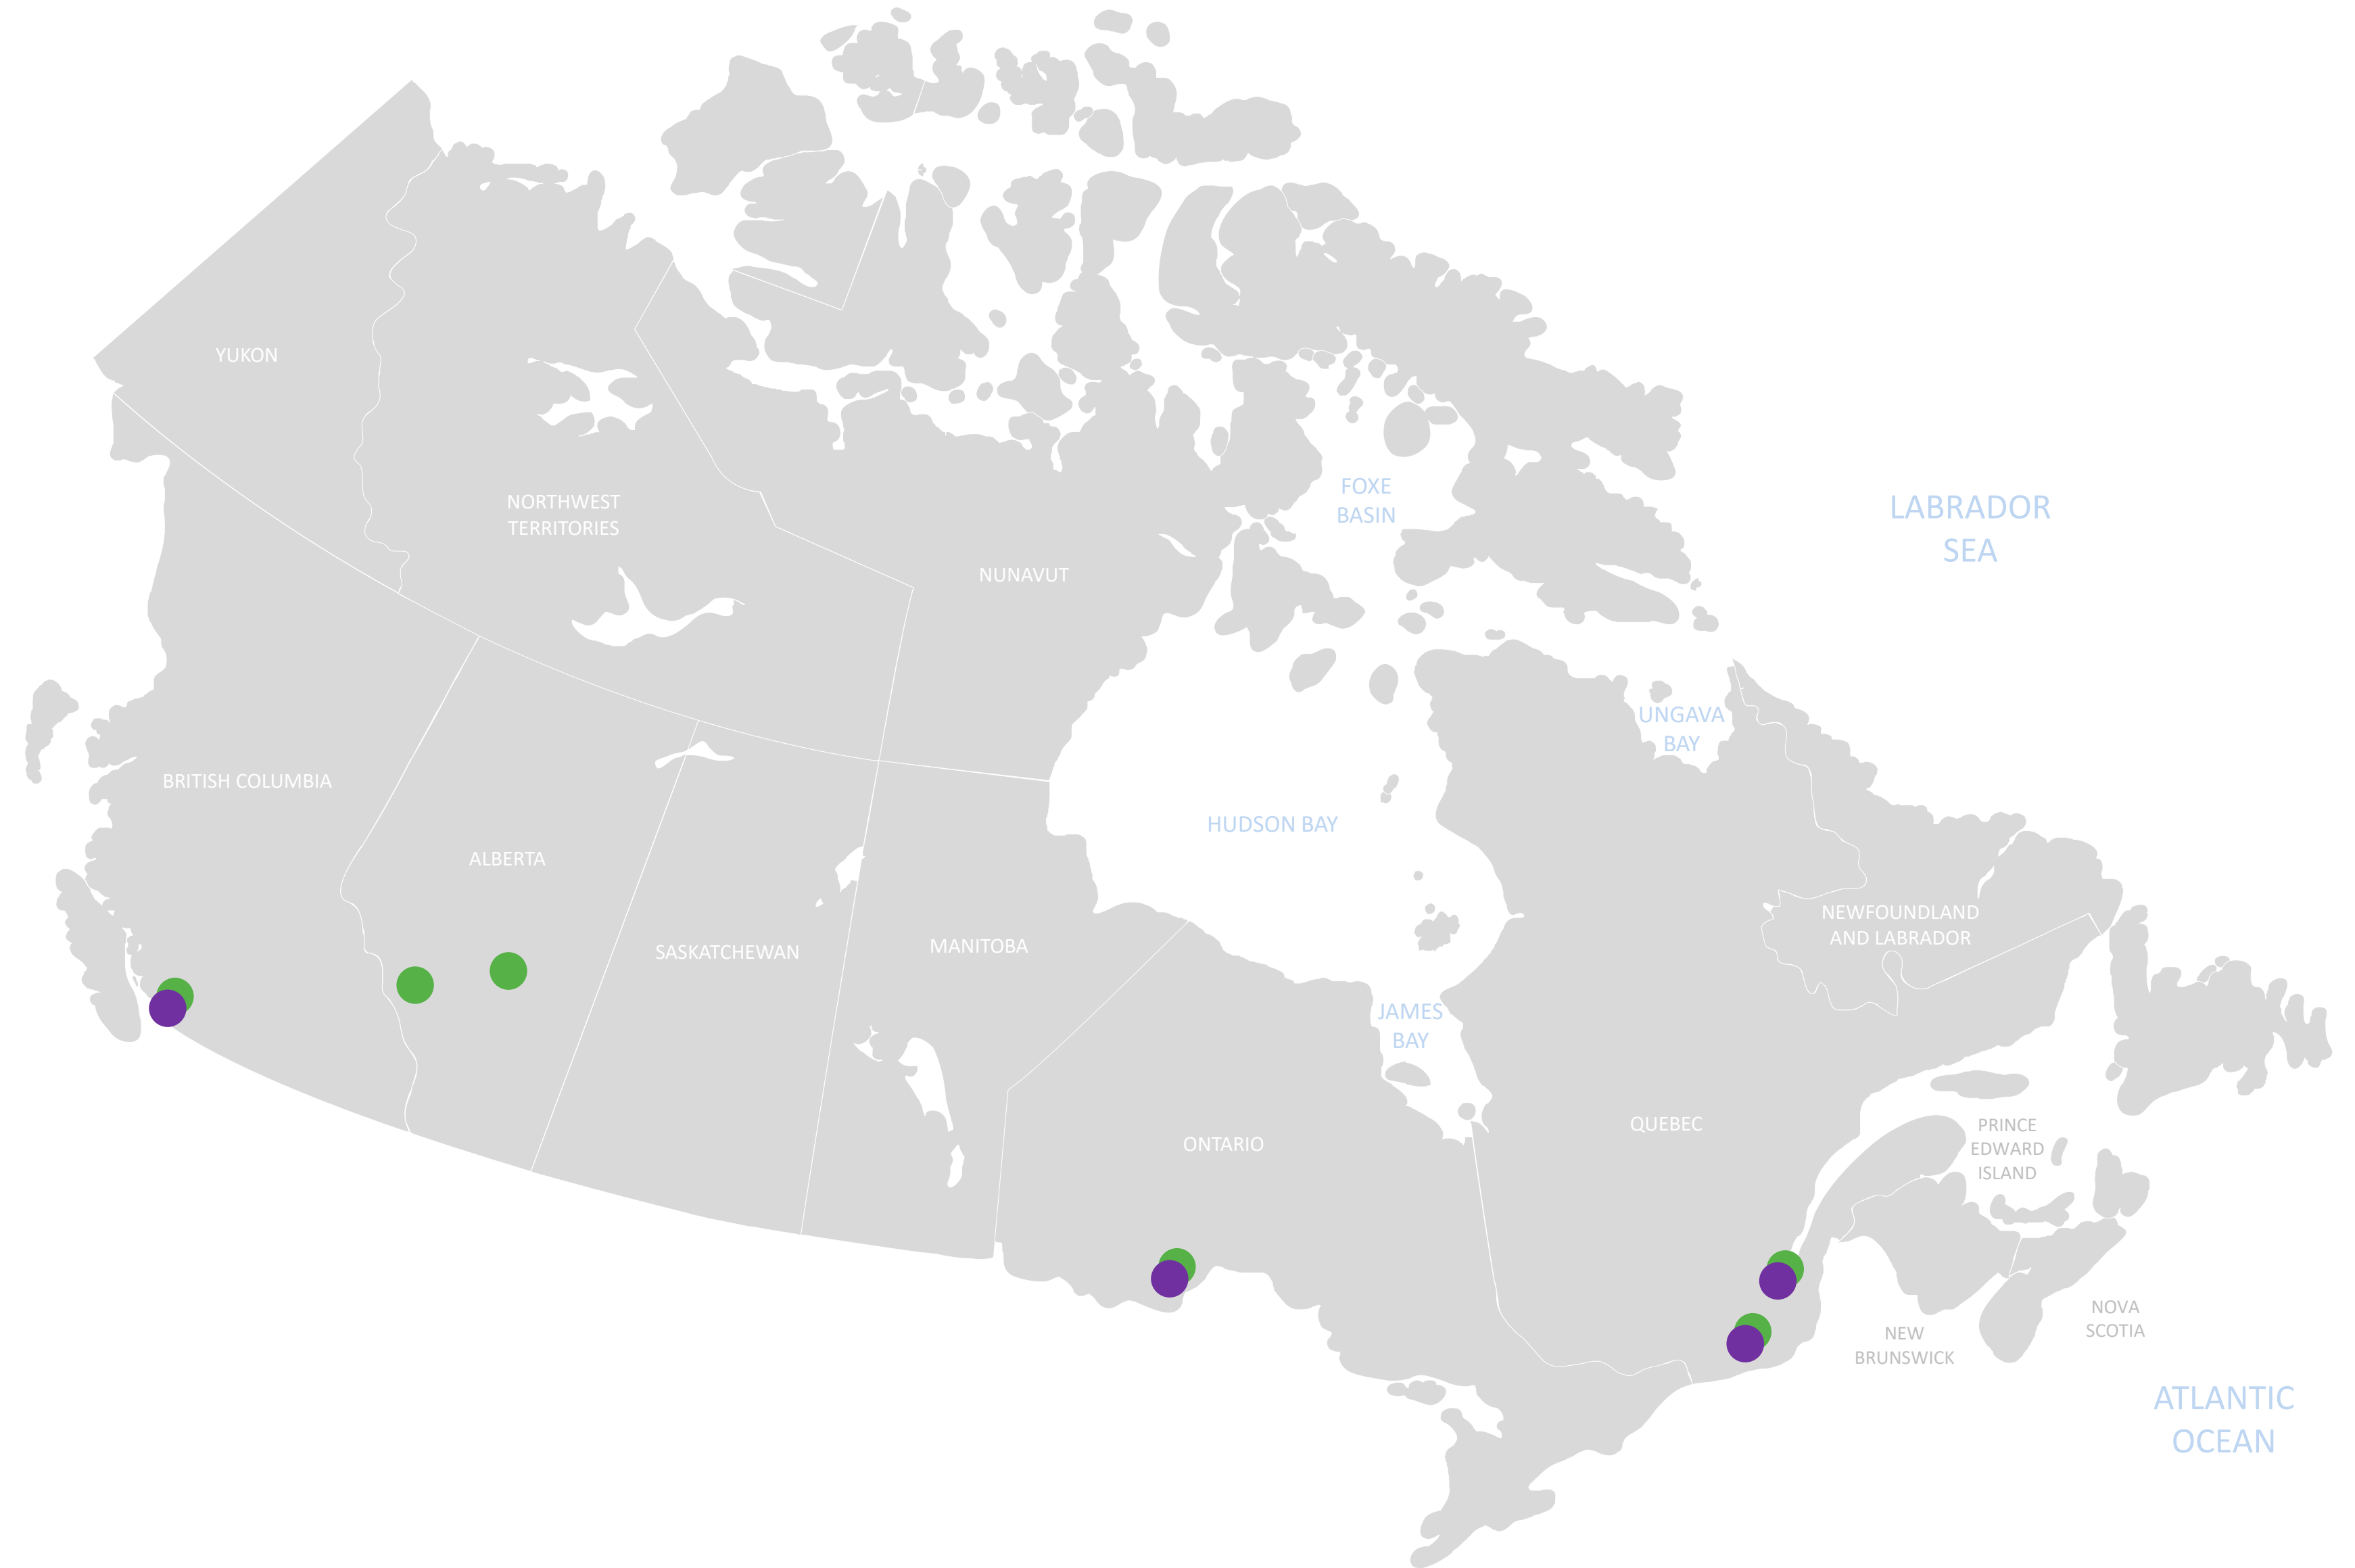 YUKON
NORTHWEST
TERRITORIES
NUNAVUT
FOXE
BASIN
LABRADOR
SEA
BRITISH COLUMBIA
ALBERTA
SASKATCHEWAN
MANITOBA
HUDSON BAY
UNGAVA
BAY
NEWFOUNDLAND
AND LABRADOR
JAMES
BAY
ONTARIO
QUEBEC
PRINCE
EDWARD
ISLAND
NEW
BRUNSWICK
NOVA
SCOTIA
ATLANTIC
OCEAN